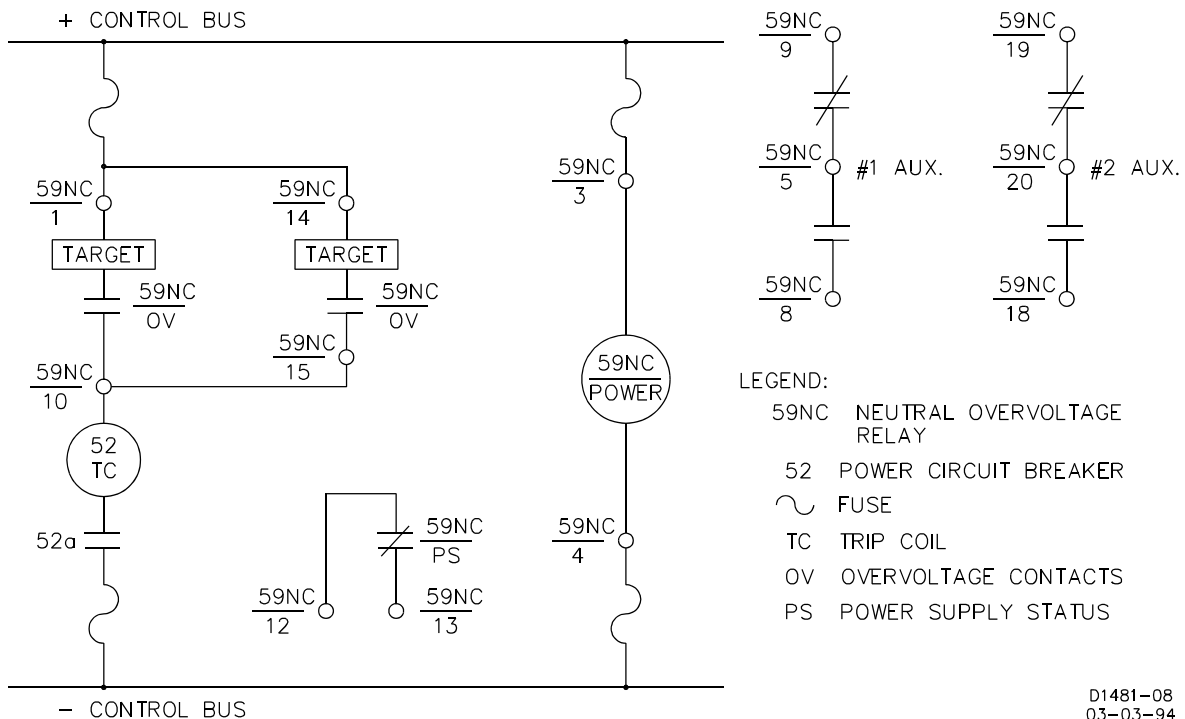 + CONTROL BUS
59NC
1
59NC
14
TARGET
TARGET
59NC
OV
59NC
OV
59NC
15
59NC
10
52
TC
52a
59NC
PS
59NC
12
59NC
13
59NC
3
59NC
POWER
59NC
4
− CONTROL BUS
59NC
9
59NC
19
59NC
5
#1 AUX.
59NC
20
#2 AUX.
59NC
8
59NC
18
LEGEND:
59NC NEUTRAL OVERVOLTAGE
RELAY
52 POWER CIRCUIT BREAKER
FUSE
TC TRIP COIL
OV OVERVOLTAGE CONTACTS
PS POWER SUPPLY STATUS
D1481-08
03-03-94